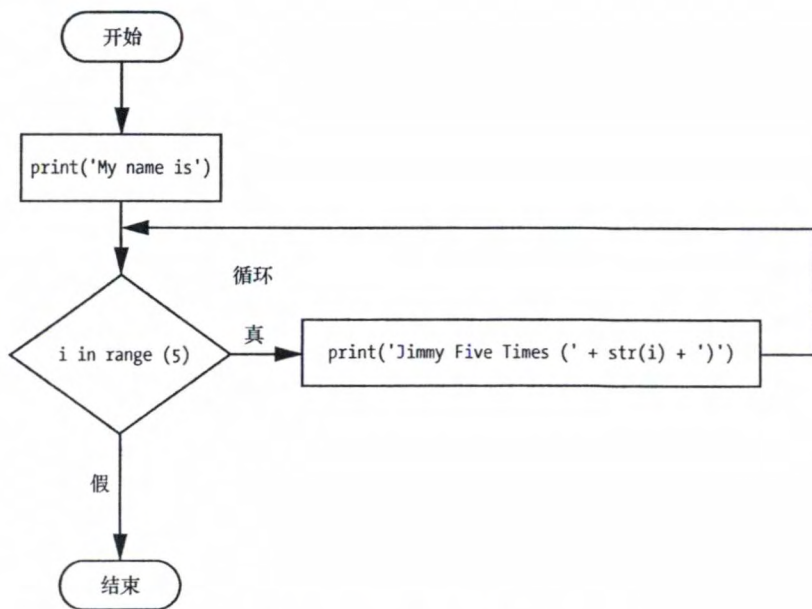 开始
print('My name is')
循环
真
i in range (5)
print('Jimmy Five Times (' + str(i) + ')')
假
结束